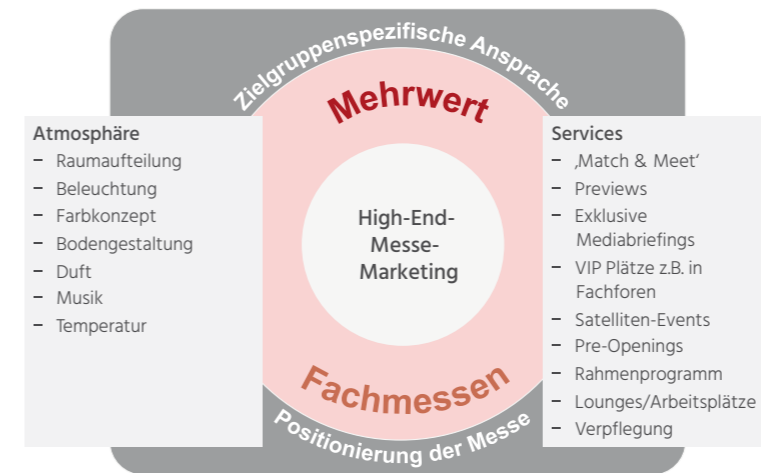 Zielgruppenspezifische Ansprache
Mehrwert
Atmosphäre
– Raumaufteilung
– Beleuchtung
– Farbkonzept
– Bodengestaltung
– Duft
– Musik
– Temperatur
High-End-
Messe-
Marketing
Services
– ‚Match & Meet‘
– Previews
– Exklusive
Mediabriefings
– VIP Plätze z.B. in
Fachforen
– Satelliten-Events
– Pre-Openings
– Rahmenprogramm
– Lounges/Arbeitsplätze
– Verpflegung
Fachmessen
Positionierung der Messe